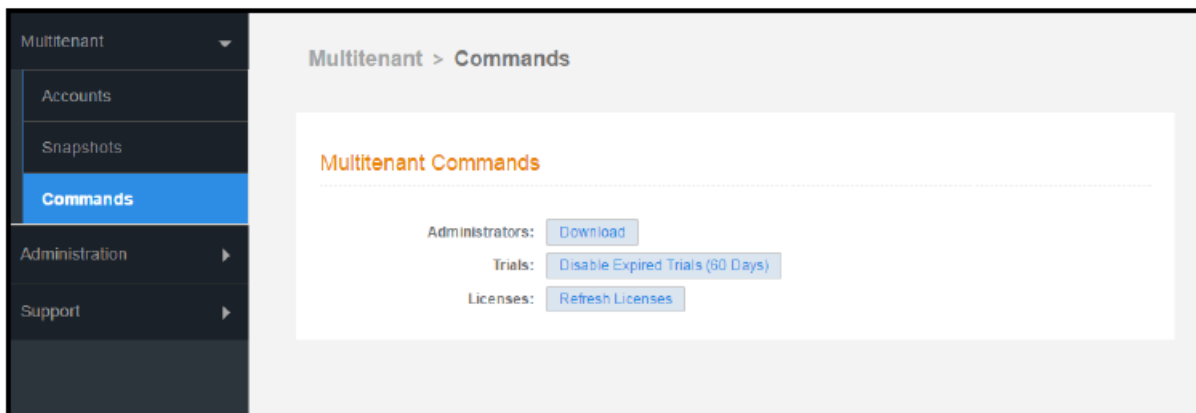 Multitenant
Accounts
Snapshots
Commands
Administration
Support
Multitenant > Commands
Multitenant Commands
Administrators: Download
Trials: Disable Expired Trials (60 Days)
Licenses: Refresh Licenses